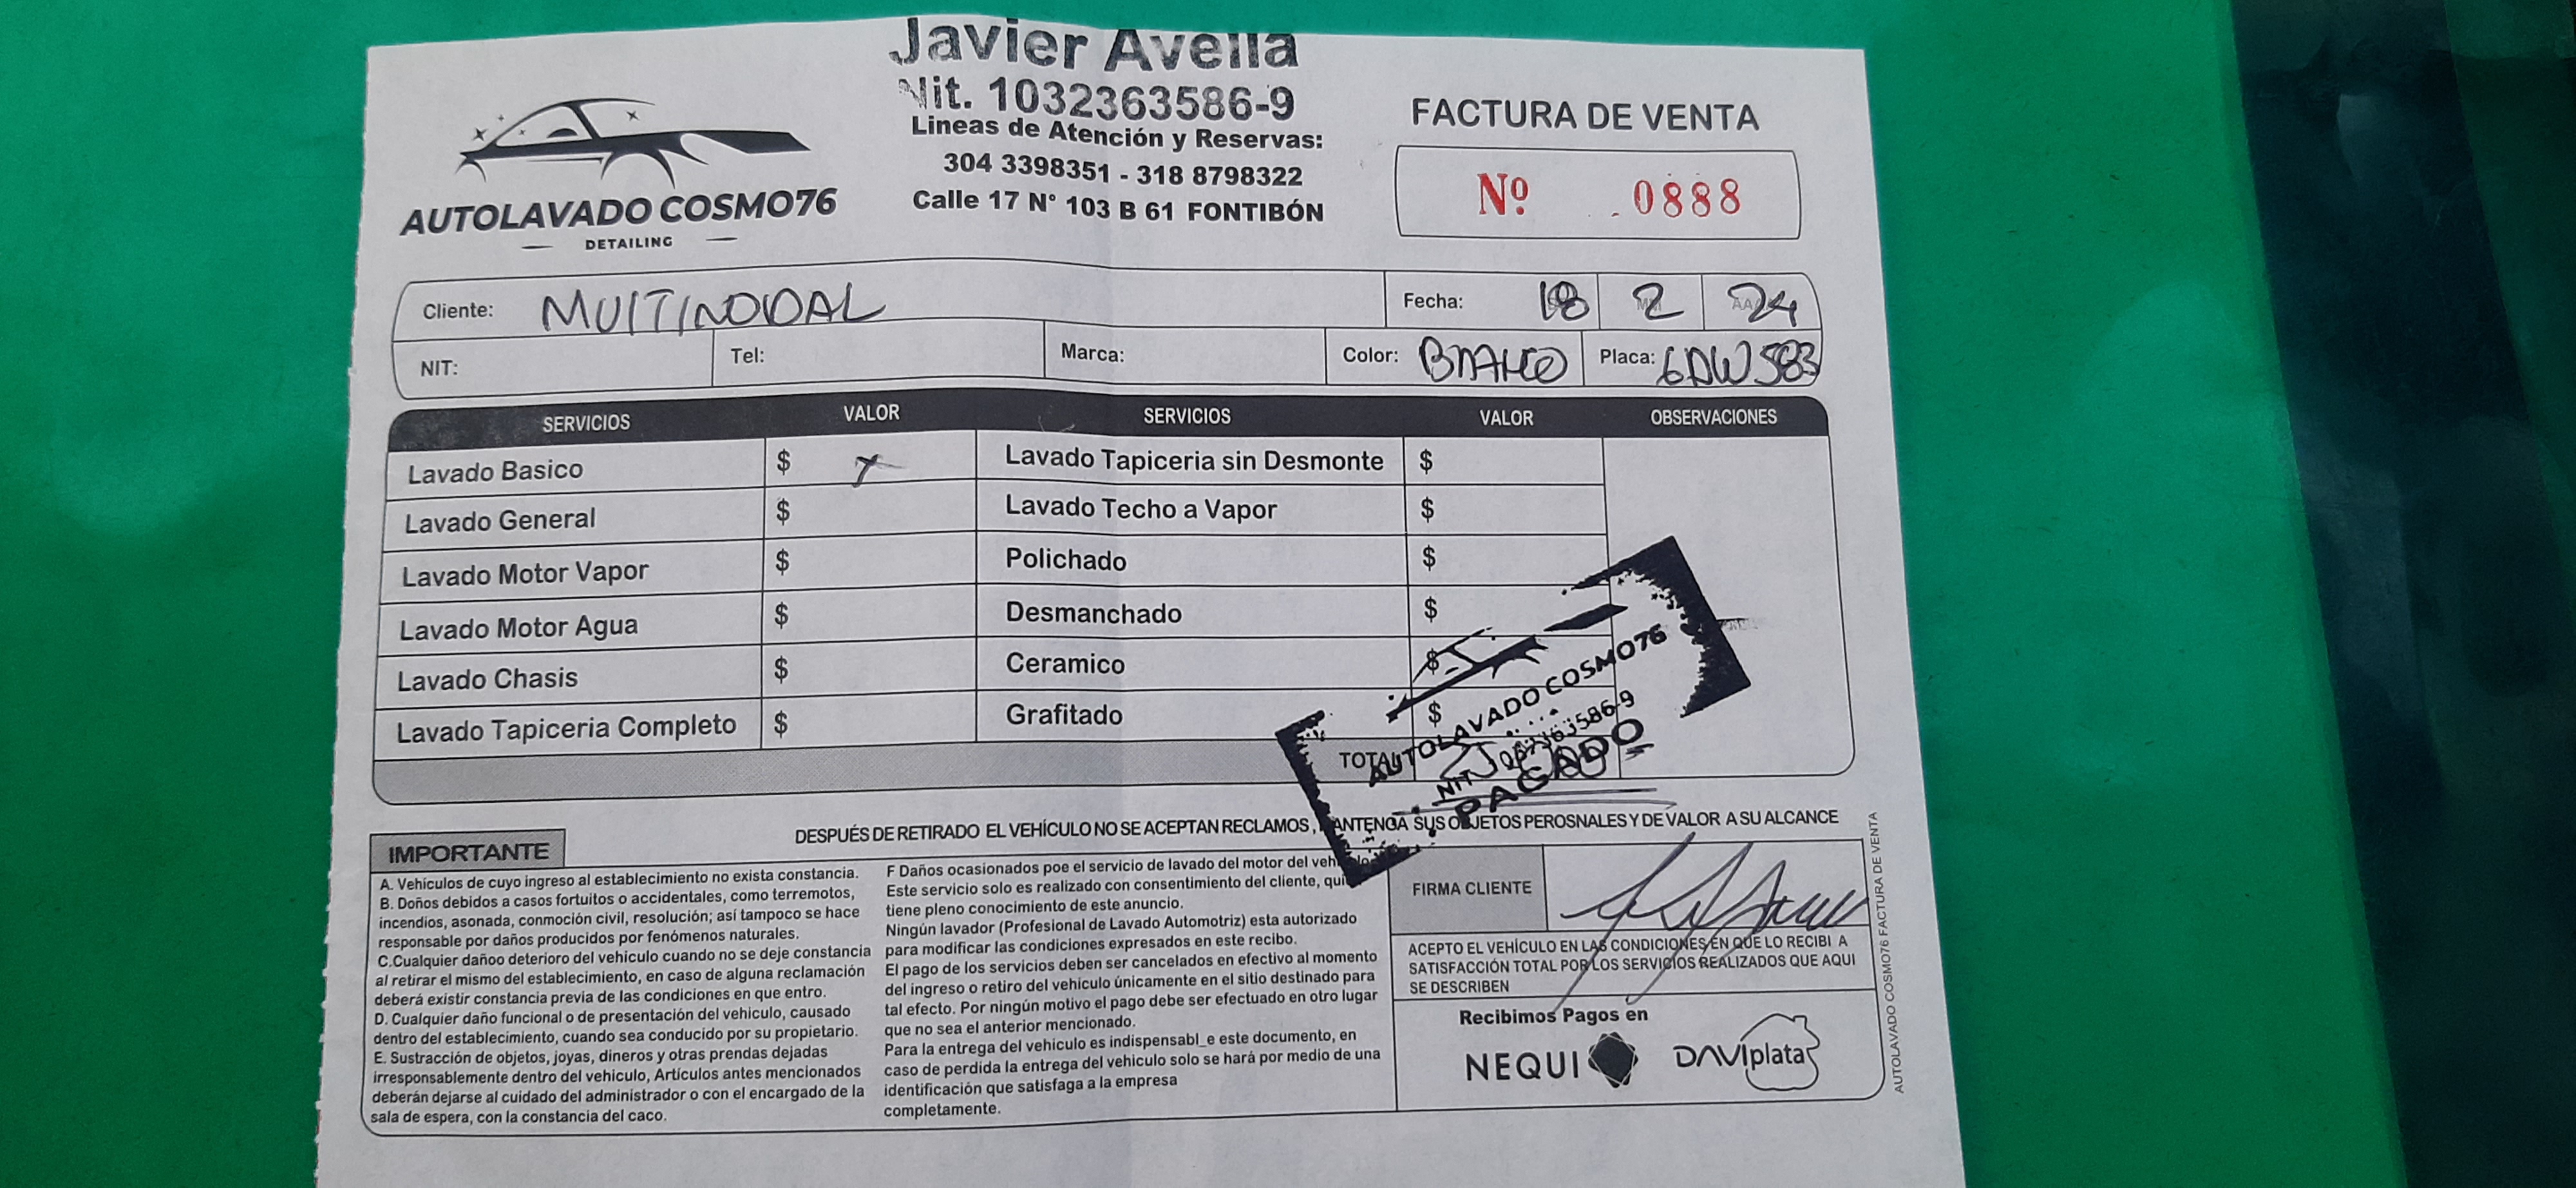 Javier Avella
Nit. 1032363586-9
Lineas de Atención y Reservas:
304 3398351 - 318 8798322
Calle 17 N° 103 B 61 FONTIBÓN
AUTOLAVADO COSMO76
DETAILING
FACTURA DE VENTA
Nº 0888
Cliente: MULTIMODAL Fecha: 18 2 24
NIT: Tel: Marca: Color: BLANCO Placa: GDW583
SERVICIOS VALOR SERVICIOS VALOR OBSERVACIONES
Lavado Basico $ X Lavado Tapiceria sin Desmonte $
Lavado General $ Lavado Techo a Vapor $
Lavado Motor Vapor $ Polichado $
Lavado Motor Agua $ Desmanchado $
Lavado Chasis $ Ceramico $
Lavado Tapiceria Completo $ Grafitado $
TOTAL
AUTOLAVADO COSMO76
NIT 1032363586-9
PAGADO
DESPUÉS DE RETIRADO EL VEHÍCULO NO SE ACEPTAN RECLAMOS, MANTENGA SUS OBJETOS PEROSNALES Y DE VALOR A SU ALCANCE
IMPORTANTE
A. Vehículos de cuyo ingreso al establecimiento no exista constancia.
B. Doños debidos a casos fortuitos o accidentales, como terremotos,
incendios, asonada, conmoción civil, resolución; así tampoco se hace
responsable por daños producidos por fenómenos naturales.
C.Cualquier dañoo deterioro del vehiculo cuando no se deje constancia
al retirar el mismo del establecimiento, en caso de alguna reclamación
deberá existir constancia previa de las condiciones en que entro.
D. Cualquier daño funcional o de presentación del vehiculo, causado
dentro del establecimiento, cuando sea conducido por su propietario.
E. Sustracción de objetos, joyas, dineros y otras prendas dejadas
irresponsablemente dentro del vehiculo, Artículos antes mencionados
deberán dejarse al cuidado del administrador o con el encargado de la
sala de espera, con la constancia del caco.
F Daños ocasionados poe el servicio de lavado del motor del
Este servicio solo es realizado con consentimiento del cliente,
tiene pleno conocimiento de este anuncio.
Ningún lavador (Profesional de Lavado Automotriz) esta autorizado
para modificar las condiciones expresados en este recibo.
El pago de los servicios deben ser cancelados en efectivo al momento
del ingreso o retiro del vehiculo únicamente en el sitio destinado para
tal efecto. Por ningún motivo el pago debe ser efectuado en otro lugar
que no sea el anterior mencionado.
Para la entrega del vehiculo es indispensabl_e este documento, en
caso de perdida la entrega del vehiculo solo se hará por medio de una
identificación que satisfaga a la empresa
completamente.
FIRMA CLIENTE
ACEPTO EL VEHÍCULO EN LAS CONDICIONES EN QUE LO RECIBI A
SATISFACCIÓN TOTAL POR LOS SERVICIOS REALIZADOS QUE AQUI
SE DESCRIBEN
Recibimos Pagos en
NEQUI DAVIplata
AUTOLAVADO COSMO76 FACTURA DE VENTA